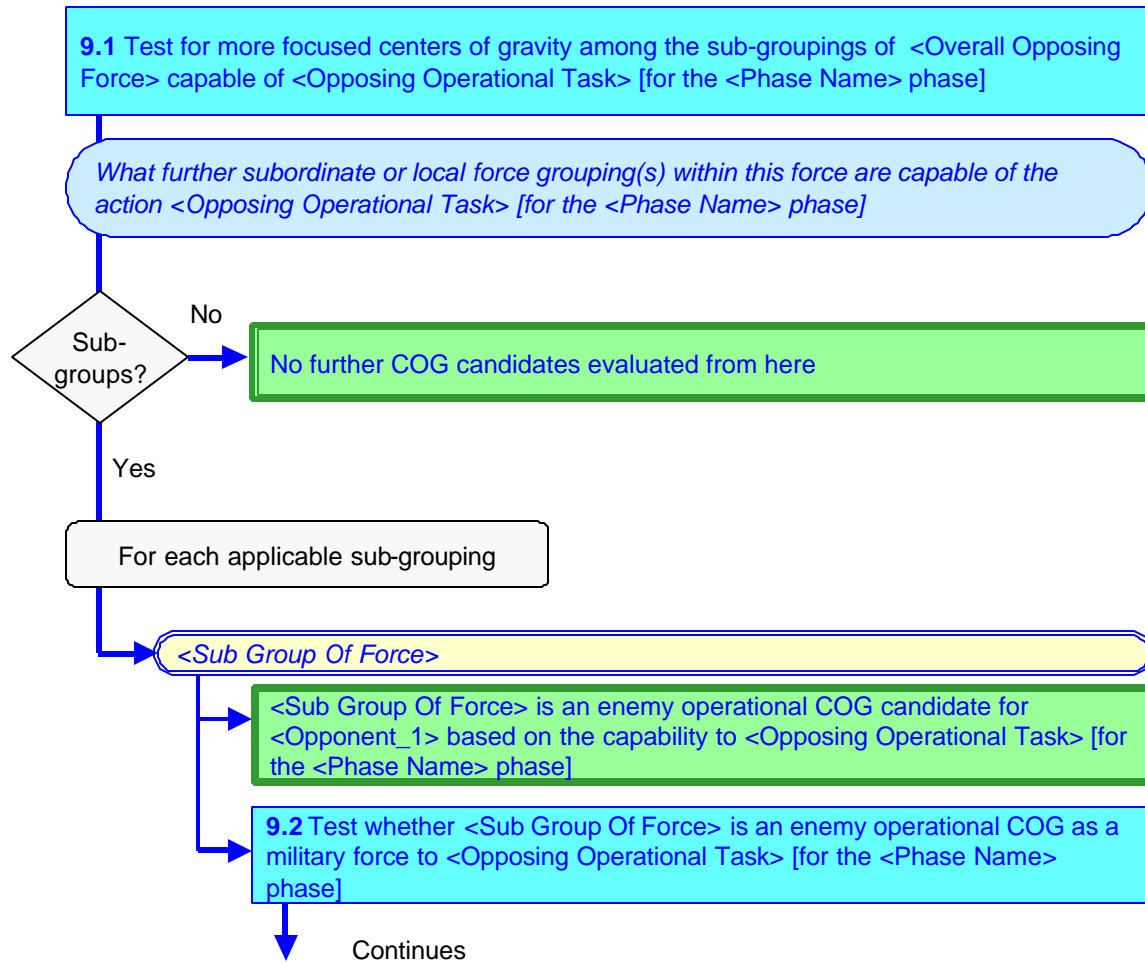 9.1 Test for more focused centers of gravity among the sub-groupings of <Overall Opposing
Force> capable of <Opposing Operational Task> [for the <Phase Name> phase]
What further subordinate or local force grouping(s) within this force are capable of the
action <Opposing Operational Task> [for the <Phase Name> phase]
No
Sub-
groups?
No further COG candidates evaluated from here
Yes
For each applicable sub-grouping
<Sub Group Of Force>
<Sub Group Of Force> is an enemy operational COG candidate for
<Opponent_1> based on the capability to <Opposing Operational Task> [for
the <Phase Name> phase]
9.2 Test whether <Sub Group Of Force> is an enemy operational COG as a
military force to <Opposing Operational Task> [for the <Phase Name>
phase]
Continues